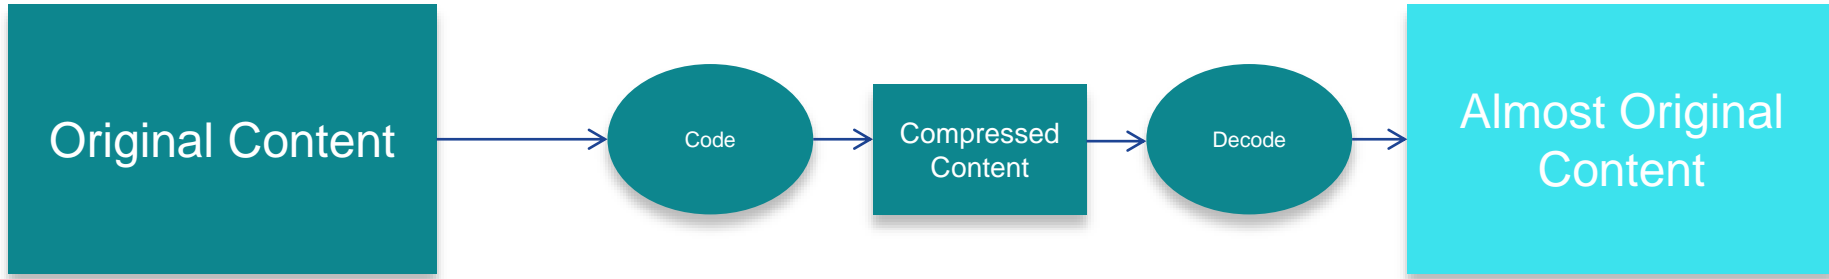 Original Content
Code
Compressed
Content
Decode
Almost Original
Content